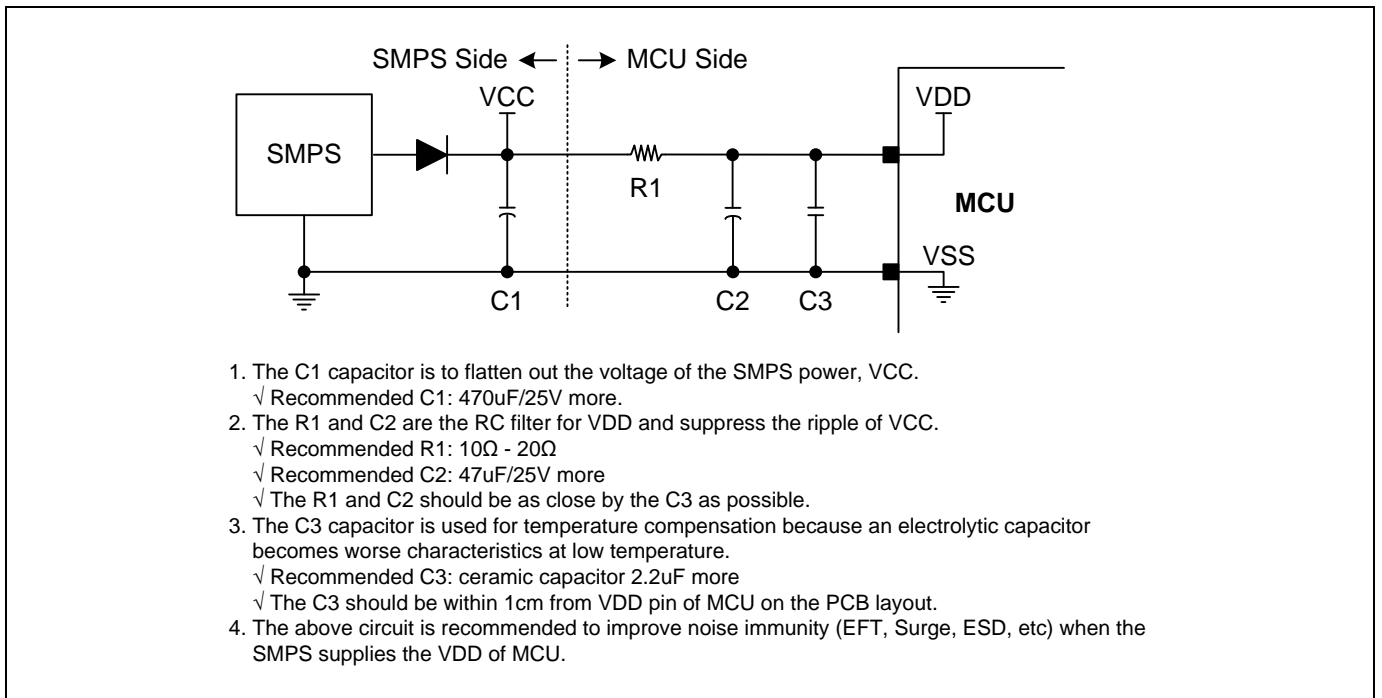 SMPS Side
MCU Side
VCC
VDD
SMPS
R1
MCU
VSS
C1
C2
C3
1. The C1 capacitor is to flatten out the voltage of the SMPS power, VCC.
√ Recommended C1: 470uF/25V more.
2. The R1 and C2 are the RC filter for VDD and suppress the ripple of VCC.
√ Recommended R1: 10Ω - 20Ω
√ Recommended C2: 47uF/25V more
√ The R1 and C2 should be as close by the C3 as possible.
3. The C3 capacitor is used for temperature compensation because an electrolytic capacitor
becomes worse characteristics at low temperature.
√ Recommended C3: ceramic capacitor 2.2uF more
√ The C3 should be within 1cm from VDD pin of MCU on the PCB layout.
4. The above circuit is recommended to improve noise immunity (EFT, Surge, ESD, etc) when the
SMPS supplies the VDD of MCU.